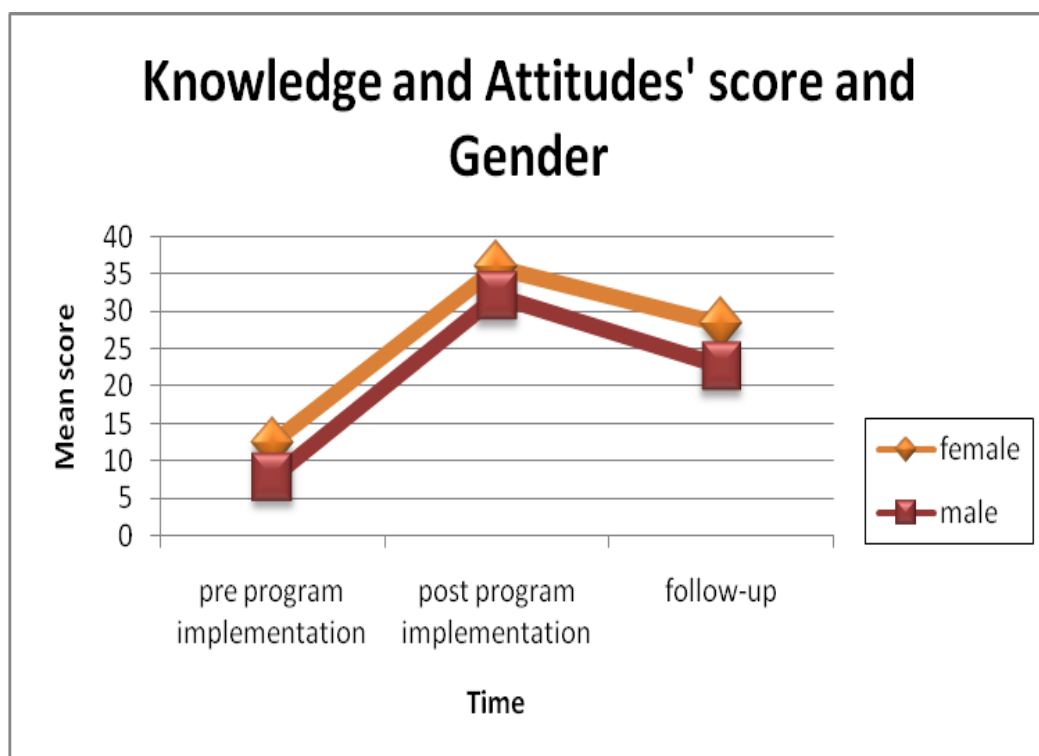 Knowledge and Attitudes' score and
Gender
40
35
30
25
20
15
10
5
0
Mean score
pre program
implementation
post program
implementation
follow-up
Time
female
male